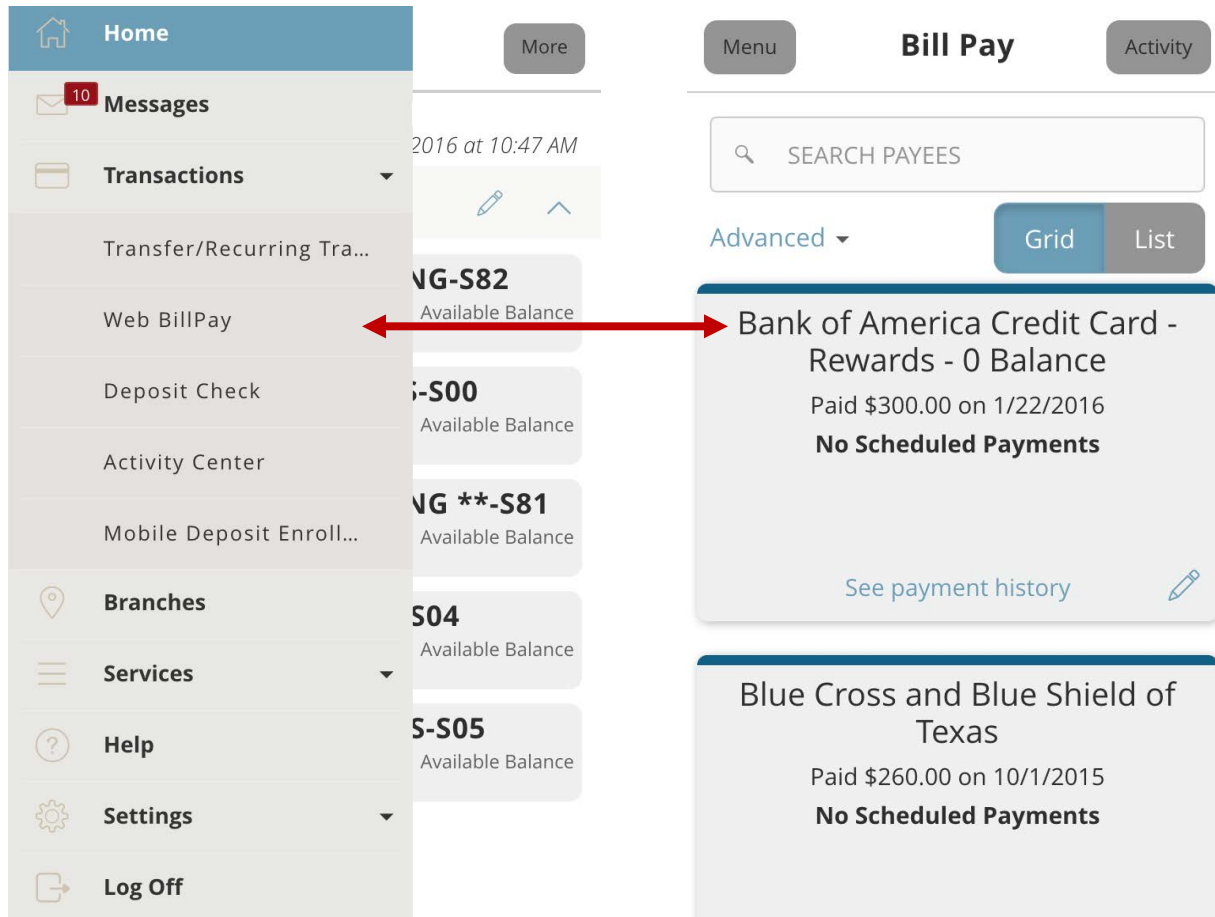 Home
10
Messages
Transactions
Transfer/Recurring Tra...
Web BillPay
Deposit Check
Activity Center
Mobile Deposit Enroll...
Branches
Services
Help
Settings
Log Off
More
2016 at 10:47 AM
NG-S82
Available Balance
S-S00
Available Balance
NG **-S81
Available Balance
S04
Available Balance
S-S05
Available Balance
Menu
Bill Pay
Activity
SEARCH PAYEES
Advanced
Grid
List
Bank of America Credit Card -
Rewards - 0 Balance
Paid $300.00 on 1/22/2016
No Scheduled Payments
See payment history
Blue Cross and Blue Shield of
Texas
Paid $260.00 on 10/1/2015
No Scheduled Payments